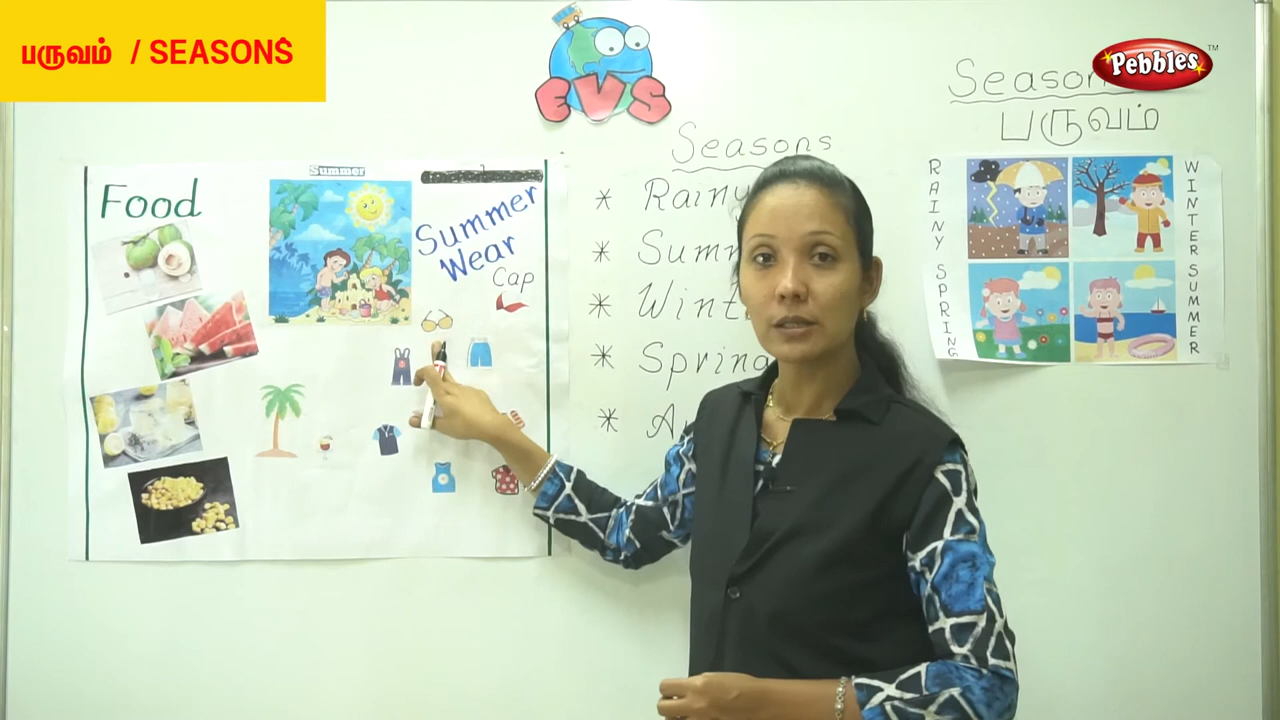 பருவம் / SEASONS
EVS
Pebbles™
Seasons
பருவம்
Seasons
* Rainy
* Summ
* Wint
* Spring
* A
Food
Summer
Summer
Wear
Cap
RAINY SPRING
WINTER SUMMER